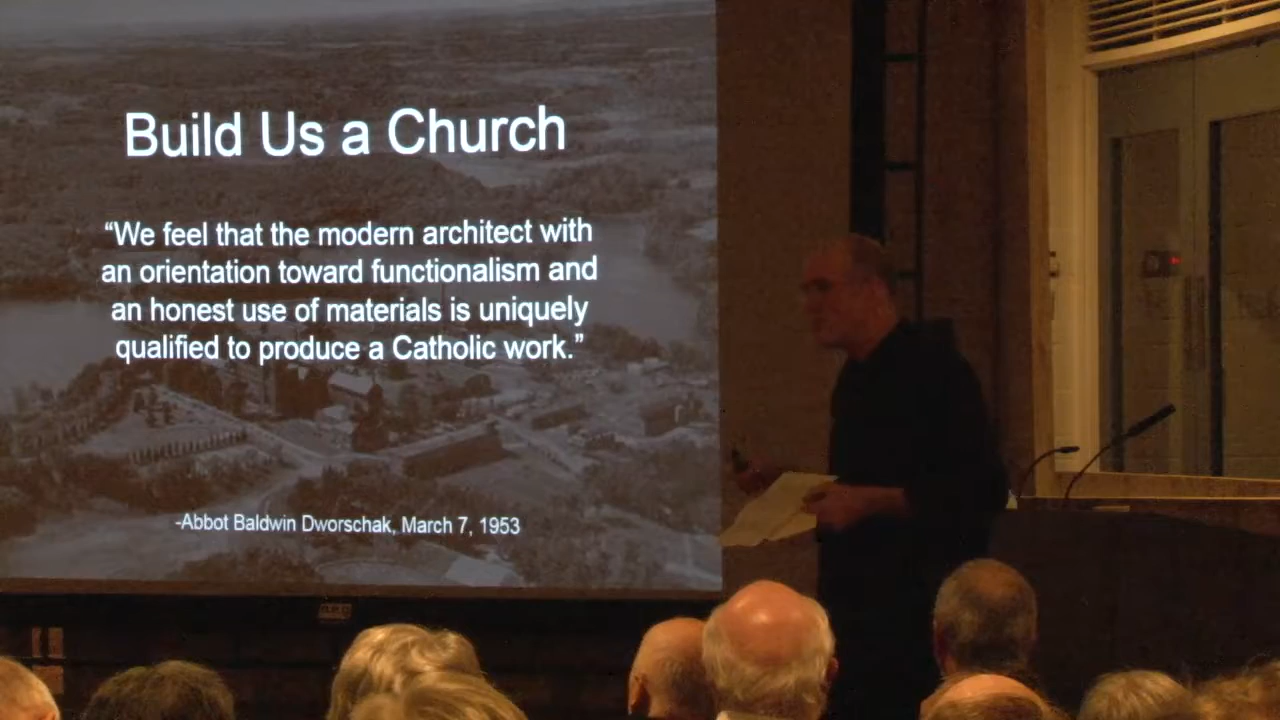 Build Us a Church
“We feel that the modern architect with
an orientation toward functionalism and
an honest use of materials is uniquely
qualified to produce a Catholic work.”
-Abbot Baldwin Dworschak, March 7, 1953